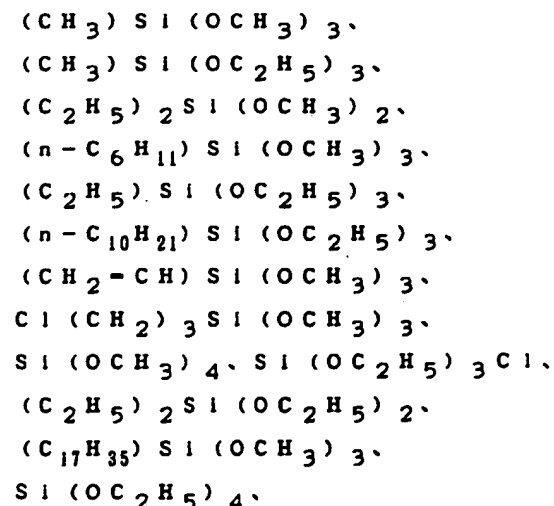 (CH₃)Si(OCH₃)₃、
(CH₃)Si(OC₂H₅)₃、
(C₂H₅)₂Si(OCH₃)₂、
(n-C₆H₁₁)Si(OCH₃)₃、
(C₂H₅)Si(OC₂H₅)₃、
(n-C₁₀H₂₁)Si(OC₂H₅)₃、
(CH₂-CH)Si(OCH₃)₃、
Cl(CH₂)₃Si(OCH₃)₃、
Si(OCH₃)₄、Si(OC₂H₅)₃Cl、
(C₂H₅)₂Si(OC₂H₅)₂、
(C₁₇H₃₅)Si(OCH₃)₃、
Si(OC₂H₅)₄、